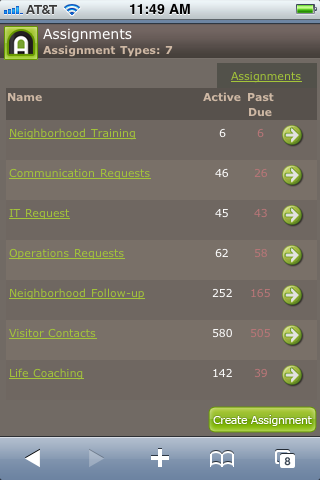 AT&T 11:49 AM
A Assignments
Assignment Types: 7
Assignments
Name Active Past
Due
Neighborhood Training 6 6
Communication Requests 46 26
IT Request 45 43
Operations Requests 62 58
Neighborhood Follow-up 252 165
Visitor Contacts 580 505
Life Coaching 142 39
Create Assignment
8